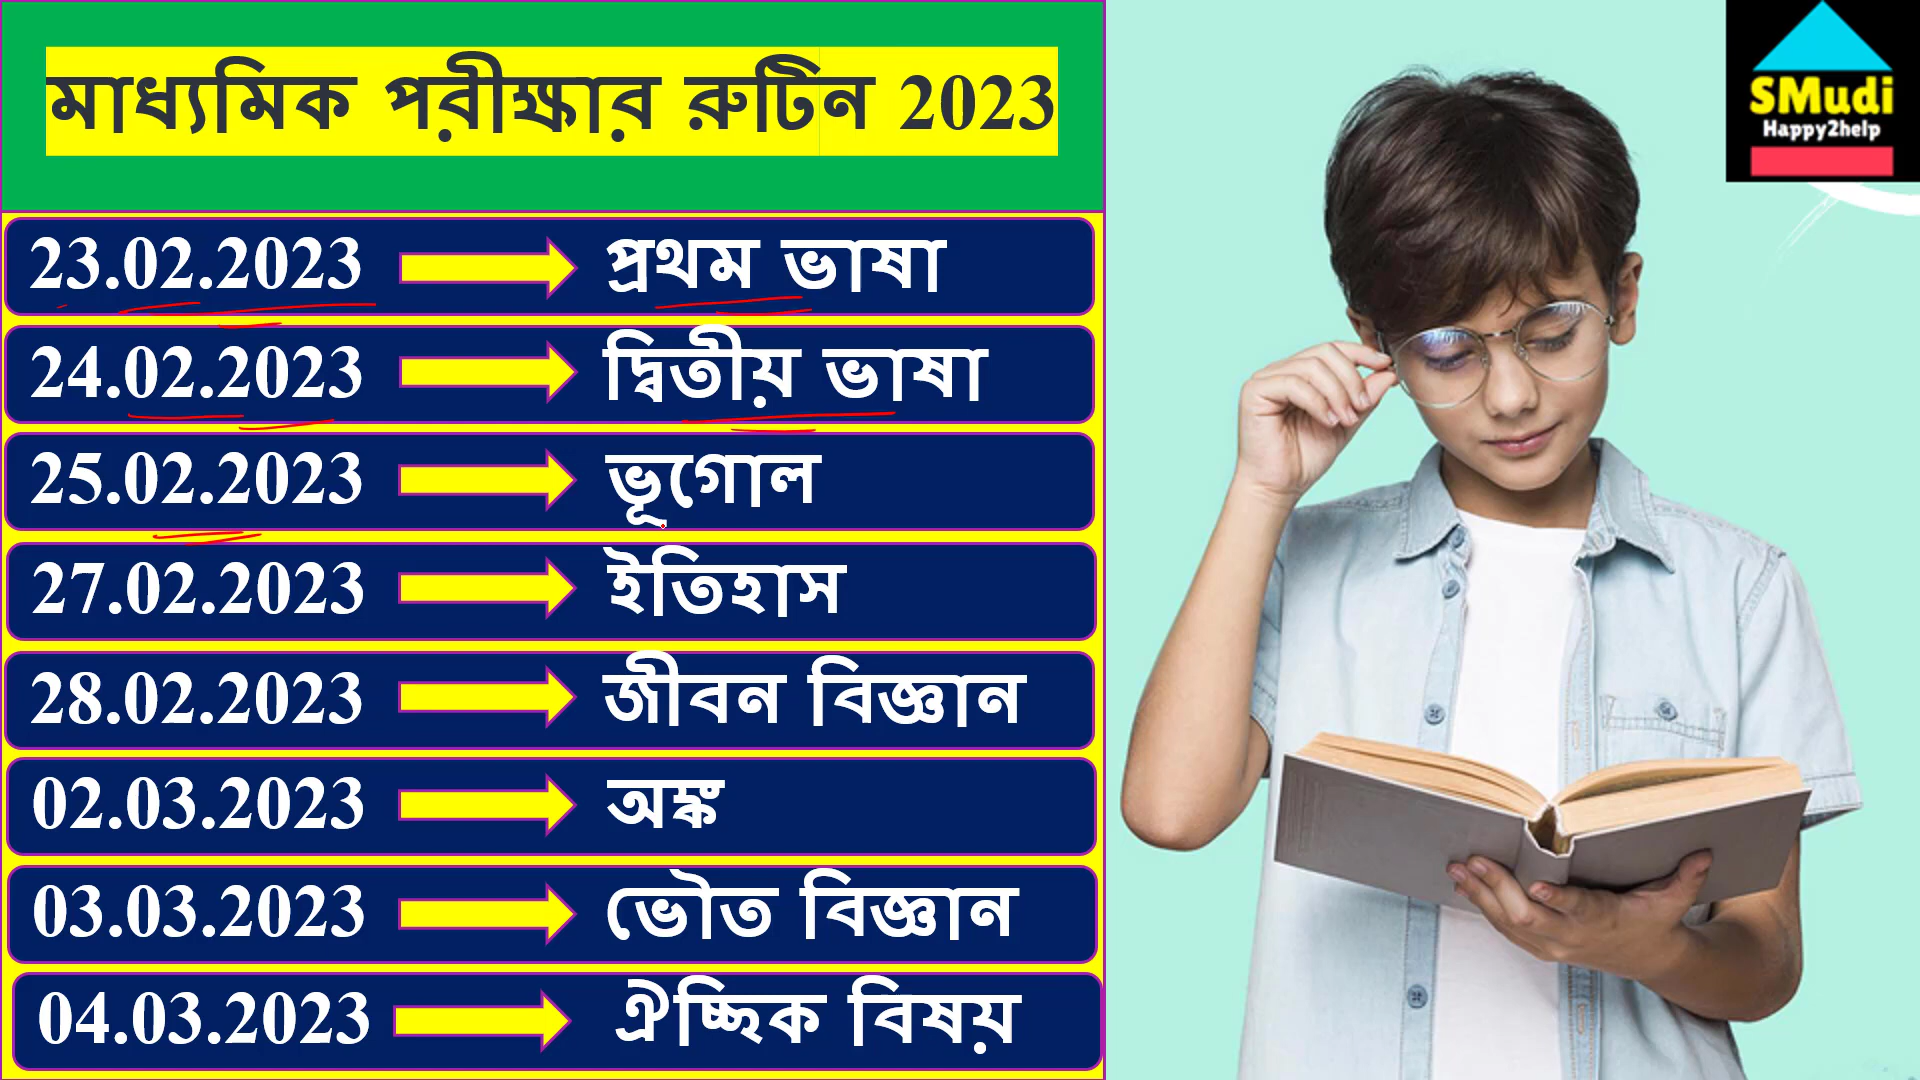 মাধ্যমিক পরীক্ষার রুটিন 2023
23.02.2023 প্রথম ভাষা
24.02.2023 দ্বিতীয় ভাষা
25.02.2023 ভূগোল
27.02.2023 ইতিহাস
28.02.2023 জীবন বিজ্ঞান
02.03.2023 অঙ্ক
03.03.2023 ভৌত বিজ্ঞান
04.03.2023 ঐচ্ছিক বিষয়
SMudi
Happy2help